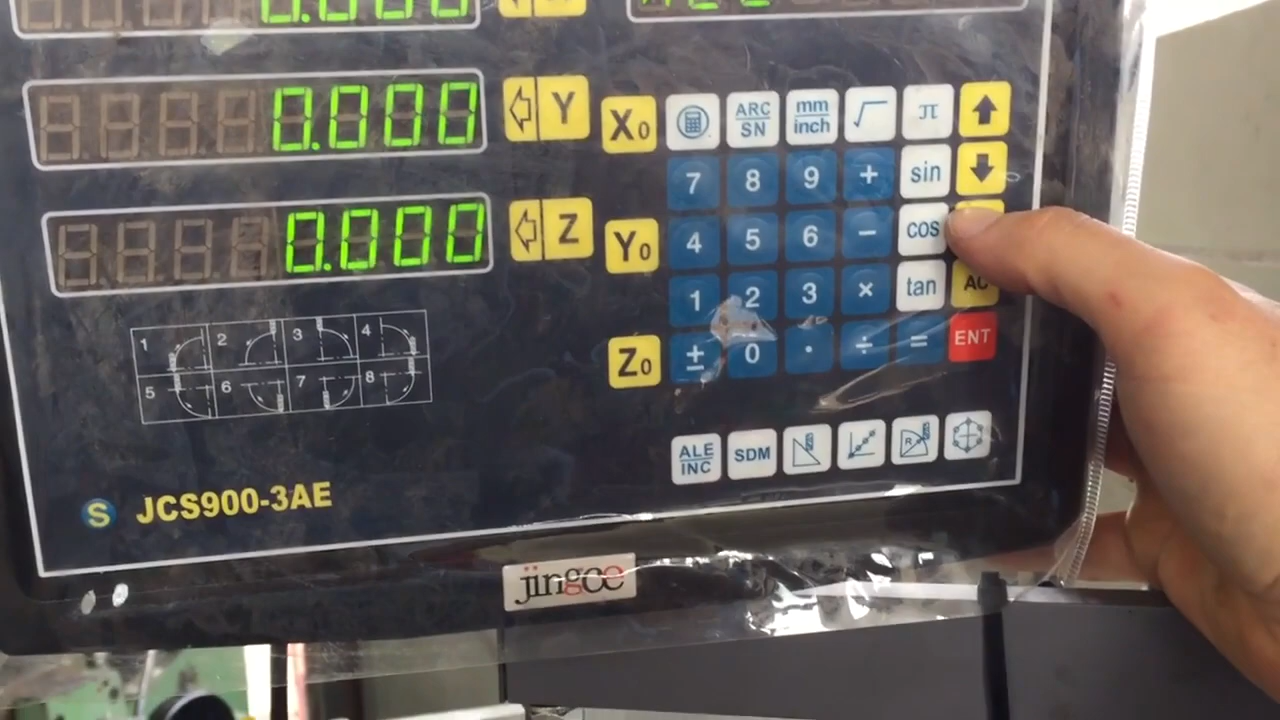 0.000
0.000 Y X0 ARC SN mm inch √ π
7 8 9 + sin
0.000 Z Y0 4 5 6 − cos
1 2 3 × tan AC
Z0 ± 0 . ÷ = ENT
1 2 3 4
5 6 7 8
ALE INC SDM R
S JCS900-3AE
jingce